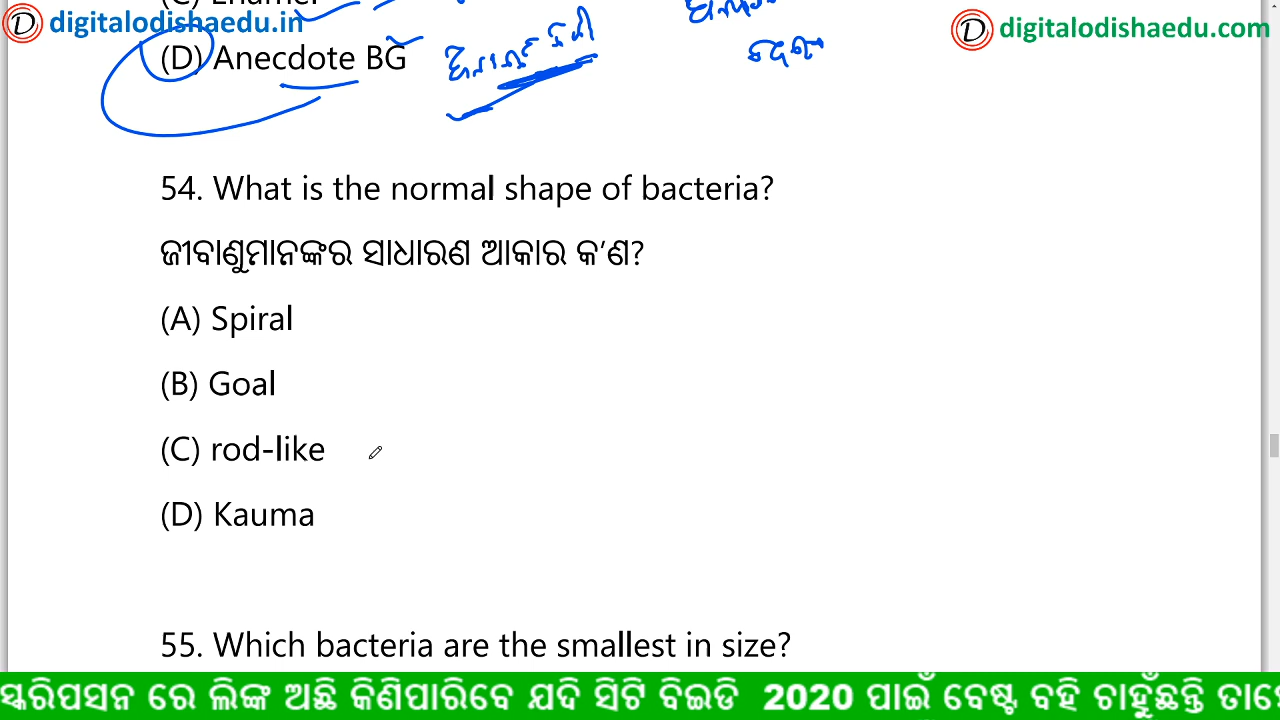 (C) Enamel
digitalodishaedu.in
digitalodishaedu.com
(D) Anecdote BG
54. What is the normal shape of bacteria?
ଜୀବାଣୁମାନଙ୍କର ସାଧାରଣ ଆକାର କ’ଣ?
(A) Spiral
(B) Goal
(C) rod-like
(D) Kauma
55. Which bacteria are the smallest in size?
ସ୍କରିପସନ ରେ ଲିଙ୍କ ଅଛି କିଣିପାରିବେ ଯଦି ସିଟି ବିଇଡି 2020 ପାଇଁ ବେଷ୍ଟ ବହି ଚାହୁଁଛନ୍ତି